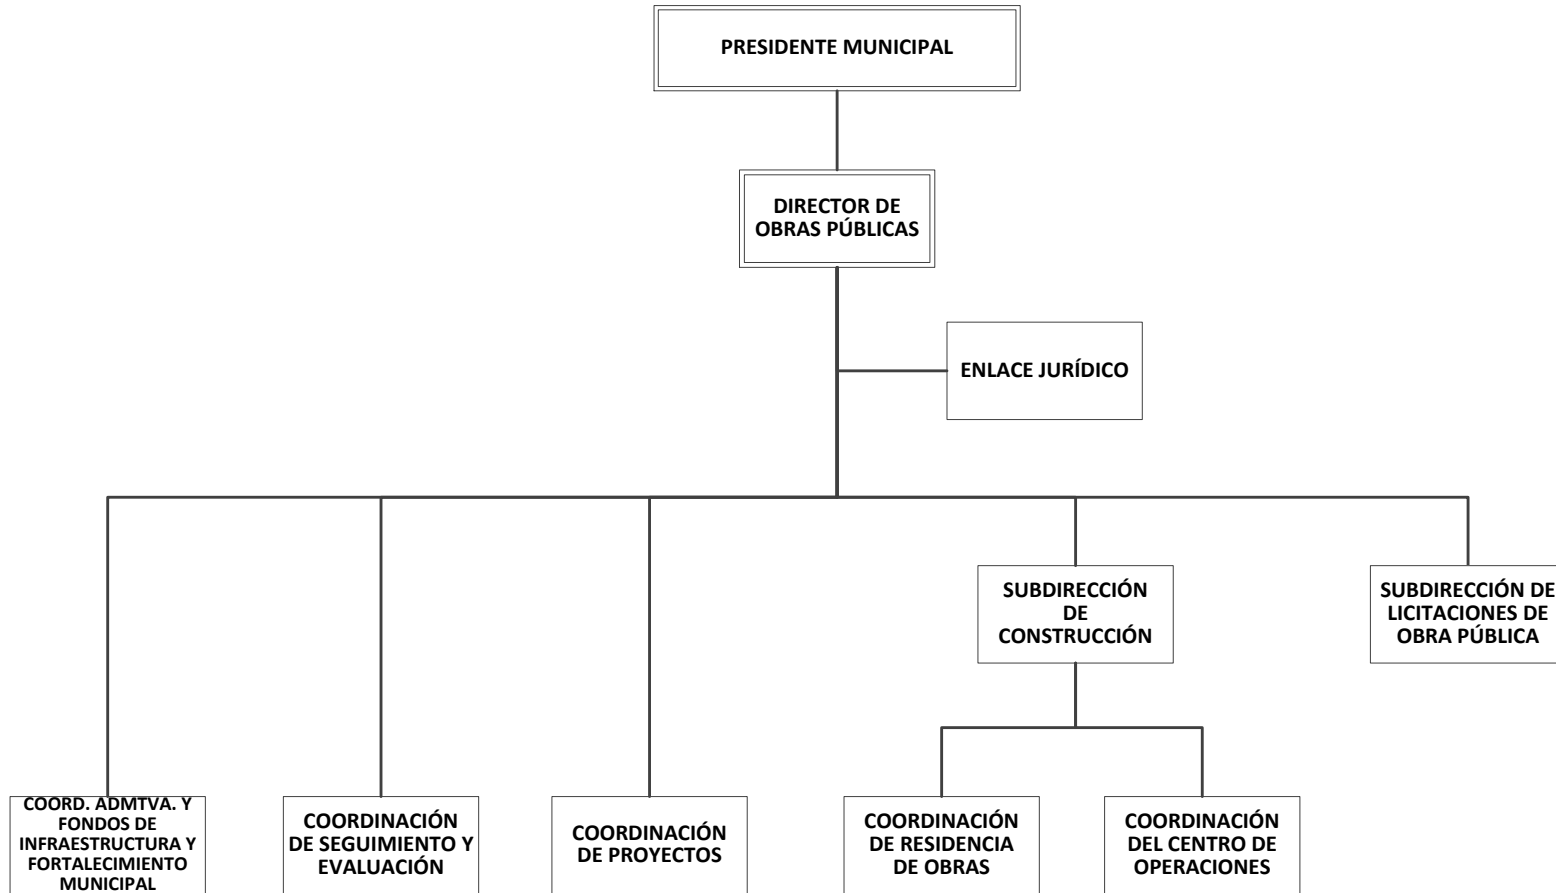 PRESIDENTE MUNICIPAL
DIRECTOR DE
OBRAS PÚBLICAS
ENLACE JURÍDICO
SUBDIRECCIÓN
DE
CONSTRUCCIÓN
SUBDIRECCIÓN DE
LICITACIONES DE
OBRA PÚBLICA
COORD. ADMTVA. Y
FONDOS DE
INFRAESTRUCTURA Y
FORTALECIMIENTO
MUNICIPAL
COORDINACIÓN
DE SEGUIMIENTO Y
EVALUACIÓN
COORDINACIÓN
DE PROYECTOS
COORDINACIÓN
DE RESIDENCIA
DE OBRAS
COORDINACIÓN
DEL CENTRO DE
OPERACIONES